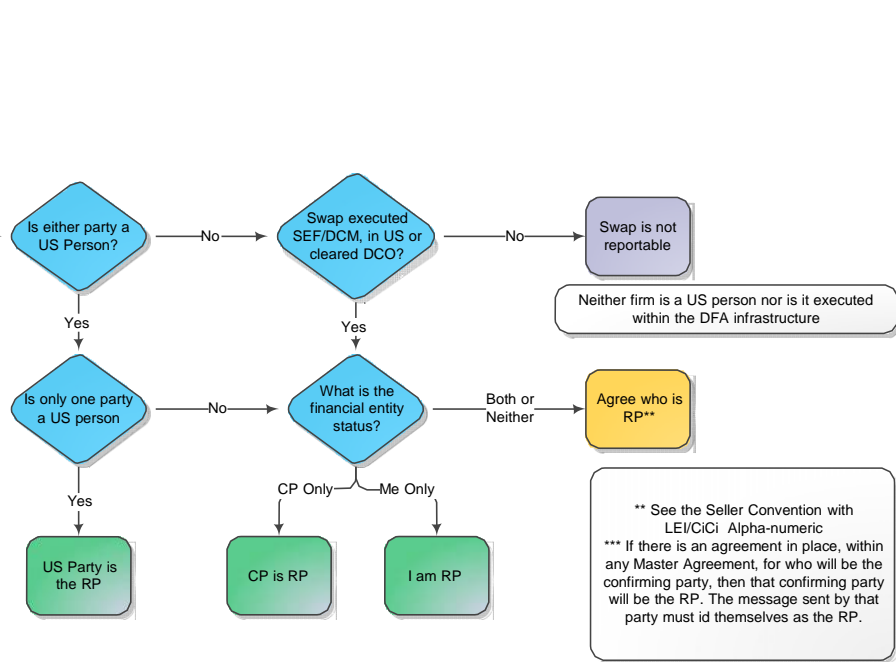 Is either party a
US Person?
No
Swap executed
SEF/DCM, in US or
cleared DCO?
No
Swap is not
reportable
Neither firm is a US person nor is it executed
within the DFA infrastructure
Yes
Yes
Is only one party
a US person
No
What is the
financial entity
status?
Both or
Neither
Agree who is
RP**
Yes
CP Only
Me Only
US Party is
the RP
CP is RP
I am RP
** See the Seller Convention with
LEI/CiCi Alpha-numeric
*** If there is an agreement in place, within
any Master Agreement, for who will be the
confirming party, then that confirming party
will be the RP. The message sent by that
party must id themselves as the RP.